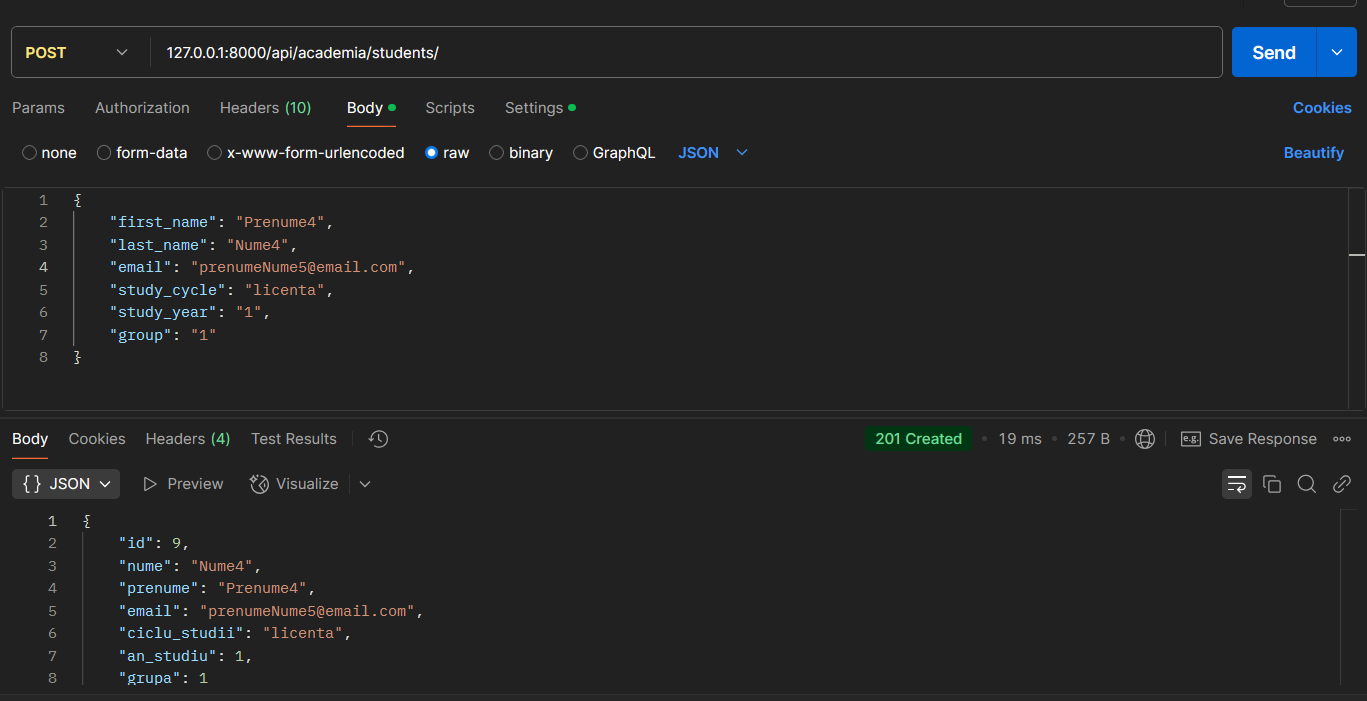 POST 127.0.0.1:8000/api/academia/students/ Send
Params Authorization Headers (10) Body Scripts Settings Cookies
none form-data x-www-form-urlencoded raw binary GraphQL JSON Beautify
1 {
2 "first_name": "Prenume4",
3 "last_name": "Nume4",
4 "email": "prenumeNume5@email.com",
5 "study_cycle": "licenta",
6 "study_year": "1",
7 "group": "1"
8 }
Body Cookies Headers (4) Test Results 201 Created 19 ms 257 B e.g. Save Response
{} JSON Preview Visualize
1 {
2 "id": 9,
3 "nume": "Nume4",
4 "prenume": "Prenume4",
5 "email": "prenumeNume5@email.com",
6 "ciclu_studii": "licenta",
7 "an_studiu": 1,
8 "grupa": 1